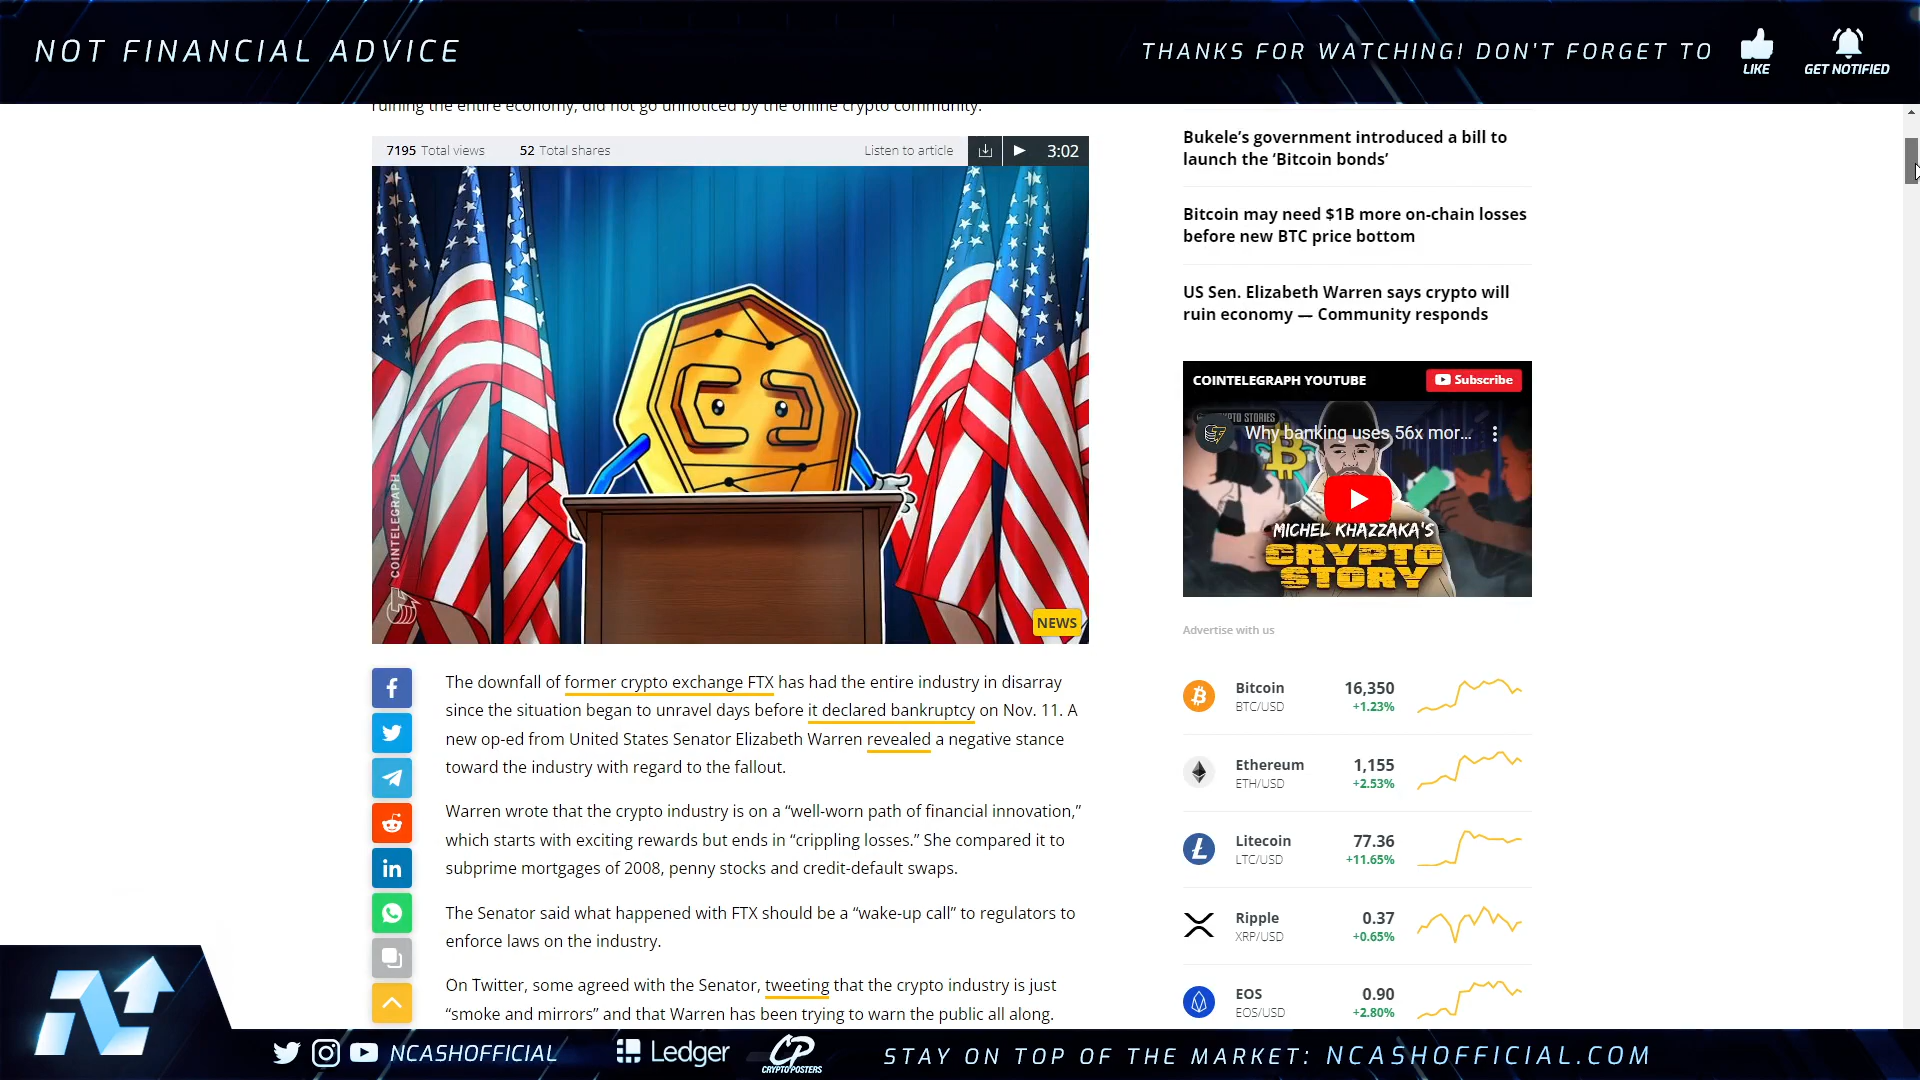 NOT FINANCIAL ADVICE
THANKS FOR WATCHING! DON'T FORGET TO
LIKE
GET NOTIFIED
ruining the entire economy, did not go unnoticed by the online crypto community.
7195 Total views 52 Total shares
Listen to article 3:02
COINTELEGRAPH
NEWS
The downfall of former crypto exchange FTX has had the entire industry in disarray
since the situation began to unravel days before it declared bankruptcy on Nov. 11. A
new op-ed from United States Senator Elizabeth Warren revealed a negative stance
toward the industry with regard to the fallout.
Warren wrote that the crypto industry is on a “well-worn path of financial innovation,”
which starts with exciting rewards but ends in “crippling losses.” She compared it to
subprime mortgages of 2008, penny stocks and credit-default swaps.
The Senator said what happened with FTX should be a “wake-up call” to regulators to
enforce laws on the industry.
On Twitter, some agreed with the Senator, tweeting that the crypto industry is just
“smoke and mirrors” and that Warren has been trying to warn the public all along.
Bukele’s government introduced a bill to
launch the ‘Bitcoin bonds’
Bitcoin may need $1B more on-chain losses
before new BTC price bottom
US Sen. Elizabeth Warren says crypto will
ruin economy — Community responds
COINTELEGRAPH YOUTUBE
Subscribe
Why banking uses 56x mor...
MICHEL KHAZZAKA'S
CRYPTO
STORY
Advertise with us
Bitcoin 16,350
BTC/USD +1.23%
Ethereum 1,155
ETH/USD +2.53%
Litecoin 77.36
LTC/USD +11.65%
Ripple 0.37
XRP/USD +0.65%
EOS 0.90
EOS/USD +2.80%
NCASHOFFICIAL
Ledger
CP
CRYPTOPOSTERS
STAY ON TOP OF THE MARKET: NCASHOFFICIAL.COM